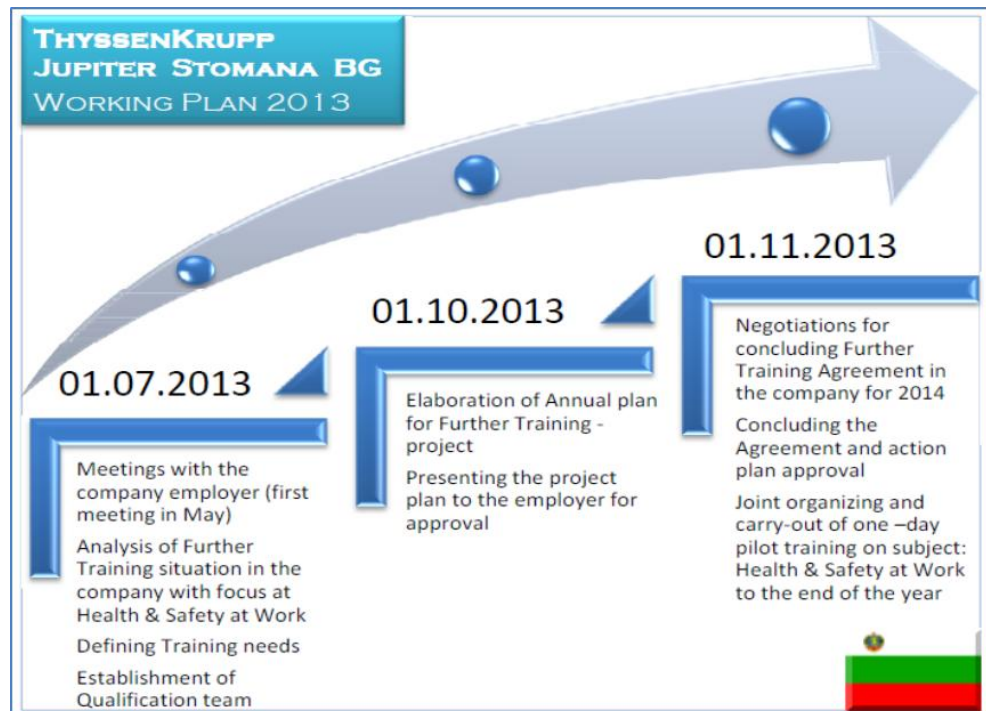 THYSSENKRUPP
JUPITER STOMANA BG
WORKING PLAN 2013
01.07.2013
Meetings with the
company employer (first
meeting in May)
Analysis of Further
Training situation in the
company with focus at
Health & Safety at Work
Defining Training needs
Establishment of
Qualification team
01.10.2013
Elaboration of Annual plan
for Further Training -
project
Presenting the project
plan to the employer for
approval
01.11.2013
Negotiations for
concluding Further
Training Agreement in
the company for 2014
Concluding the
Agreement and action
plan approval
Joint organizing and
carry-out of one –day
pilot training on subject:
Health & Safety at Work
to the end of the year